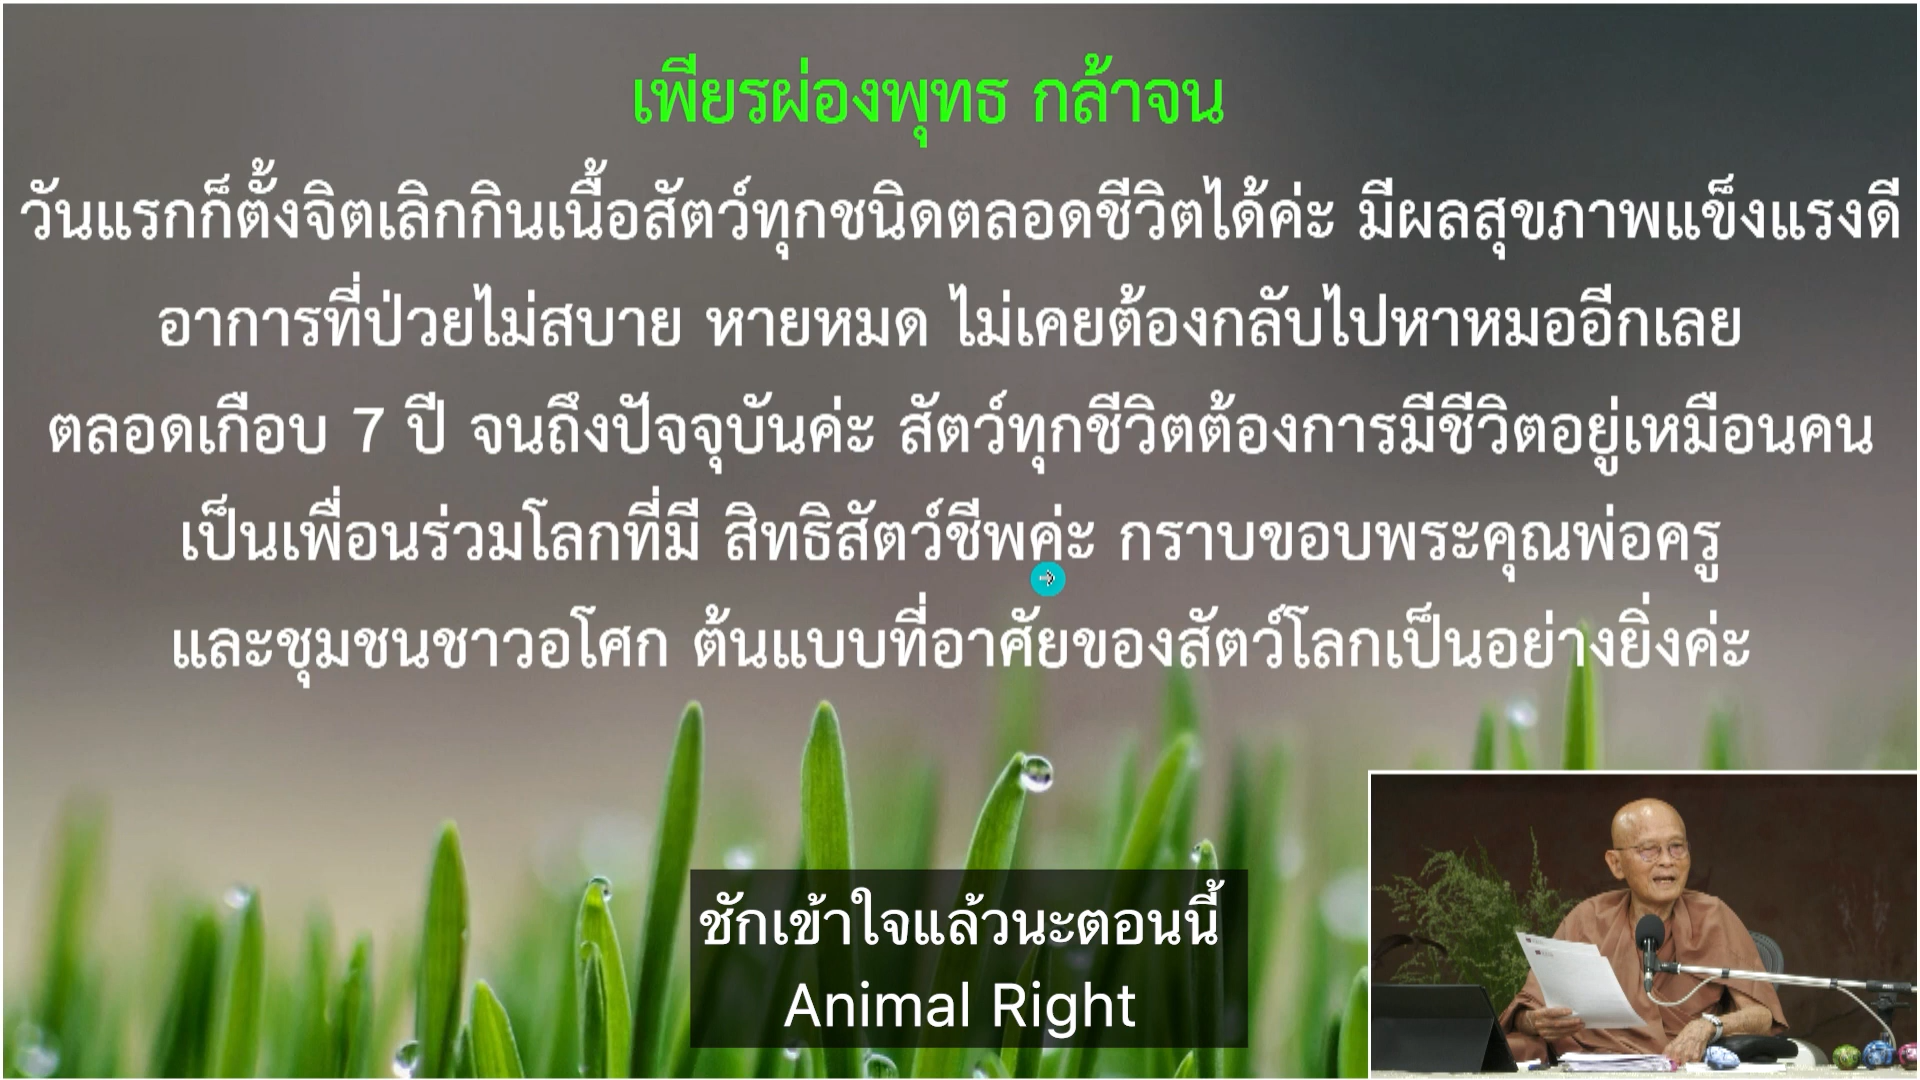 เพียรผ่องพุทธ กล้าจน
วันแรกก็ตั้งจิตเลิกกินเนื้อสัตว์ทุกชนิดตลอดชีวิตได้ค่ะ มีผลสุขภาพแข็งแรงดี
อาการที่ป่วยไม่สบาย หายหมด ไม่เคยต้องกลับไปหาหมออีกเลย
ตลอดเกือบ 7 ปี จนถึงปัจจุบันค่ะ สัตว์ทุกชีวิตต้องการมีชีวิตอยู่เหมือนคน
เป็นเพื่อนร่วมโลกที่มี สิทธิสัตว์ชีพค่ะ กราบขอบพระคุณพ่อครู
และชุมชนชาวอโศก ต้นแบบที่อาศัยของสัตว์โลกเป็นอย่างยิ่งค่ะ
ชักเข้าใจแล้วนะตอนนี้
Animal Right